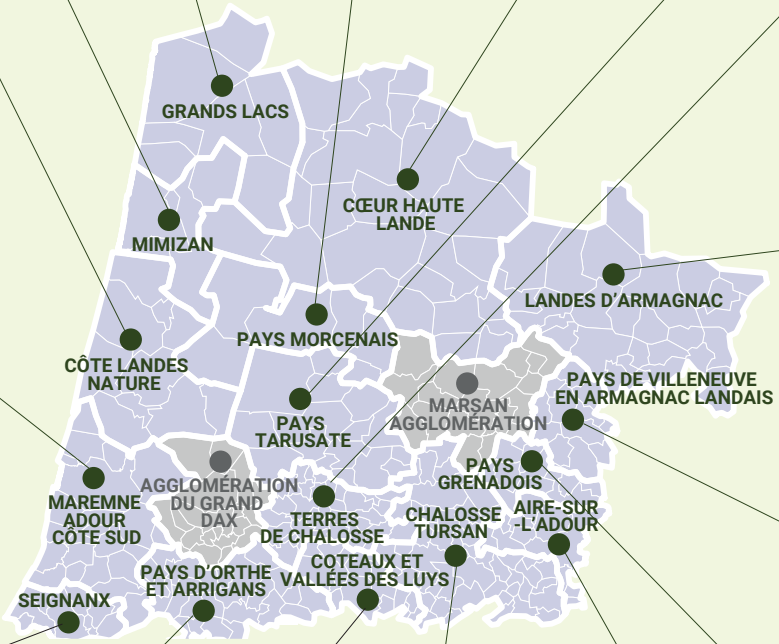 GRANDS LACS
CŒUR HAUTE
LANDE
MIMIZAN
LANDES D'ARMAGNAC
PAYS MORCENAIS
CÔTE LANDES
NATURE
PAYS DE VILLENEUVE
EN ARMAGNAC LANDAIS
MARSAN
AGGLOMÉRATION
PAYS
TARUSATE
PAYS
GRENADOIS
AGGLOMÉRATION
DU GRAND
DAX
MAREMNE
ADOUR
CÔTE SUD
TERRES
DE CHALOSSE
CHALOSSE
TURSAN
AIRE-SUR
-L'ADOUR
COTEAUX ET
VALLÉES DES LUYS
PAYS D'ORTHE
ET ARRIGANS
SEIGNANX